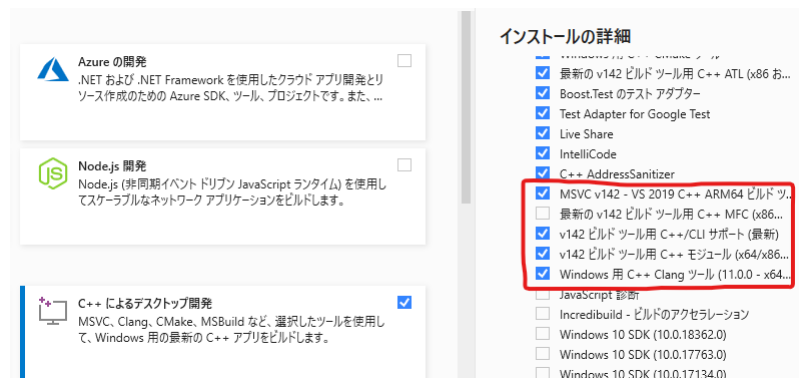 Azure の開発
.NET および .NET Framework を使用したクラウド アプリ開発とリ
ソース作成のための Azure SDK、ツール、プロジェクトです。また、...
Node.js 開発
Node.js (非同期イベント ドリブン JavaScript ランタイム) を使用し
てスケーラブルなネットワーク アプリケーションをビルドします。
C++ によるデスクトップ開発
MSVC、Clang、CMake、MSBuild など、選択したツールを使用し
て、Windows 用の最新の C++ アプリをビルドします。
インストールの詳細
Windows 用 C++ CMake ツール
最新の v142 ビルド ツール用 C++ ATL (x86 お...
Boost.Test のテスト アダプター
Test Adapter for Google Test
Live Share
IntelliCode
C++ AddressSanitizer
MSVC v142 - VS 2019 C++ ARM64 ビルド ツ...
最新の v142 ビルド ツール用 C++ MFC (x86...
v142 ビルド ツール用 C++/CLI サポート (最新)
v142 ビルド ツール用 C++ モジュール (x64/x86...
Windows 用 C++ Clang ツール (11.0.0 - x64...
JavaScript 診断
Incredibuild - ビルドのアクセラレーション
Windows 10 SDK (10.0.18362.0)
Windows 10 SDK (10.0.17763.0)
Windows 10 SDK (10.0.17134.0)